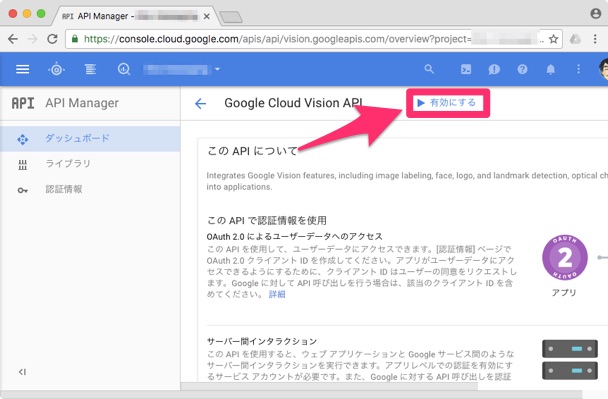 API API Manager -
https://console.cloud.google.com/apis/api/vision.googleapis.com/overview?project=
API API Manager
Google Cloud Vision API
有効にする
ダッシュボード
ライブラリ
認証情報
この API について
Integrates Google Vision features, including image labeling, face, logo, and landmark detection, optical ch
into applications.
この API で認証情報を使用
OAuth 2.0 によるユーザーデータへのアクセス
この API を使用して、ユーザーデータにアクセスできます。[認証情報] ページで
OAuth 2.0 クライアント ID を作成してください。アプリがユーザーデータにアク
セスできるようにするために、クライアント ID はユーザーの同意をリクエストし
ます。Google に対して API 呼び出しを行う場合は、該当のクライアント ID を含
めてください。 詳細
OAUTH
2
OAUTH
アプリ
サーバー間インタラクション
この API を使用すると、ウェブ アプリケーションと Google サービス間のような
サーバー間インタラクションを実行できます。アプリレベルでの認証を有効にす
るサービス アカウントが必要です。また、Google に対する API 呼び出しを認証